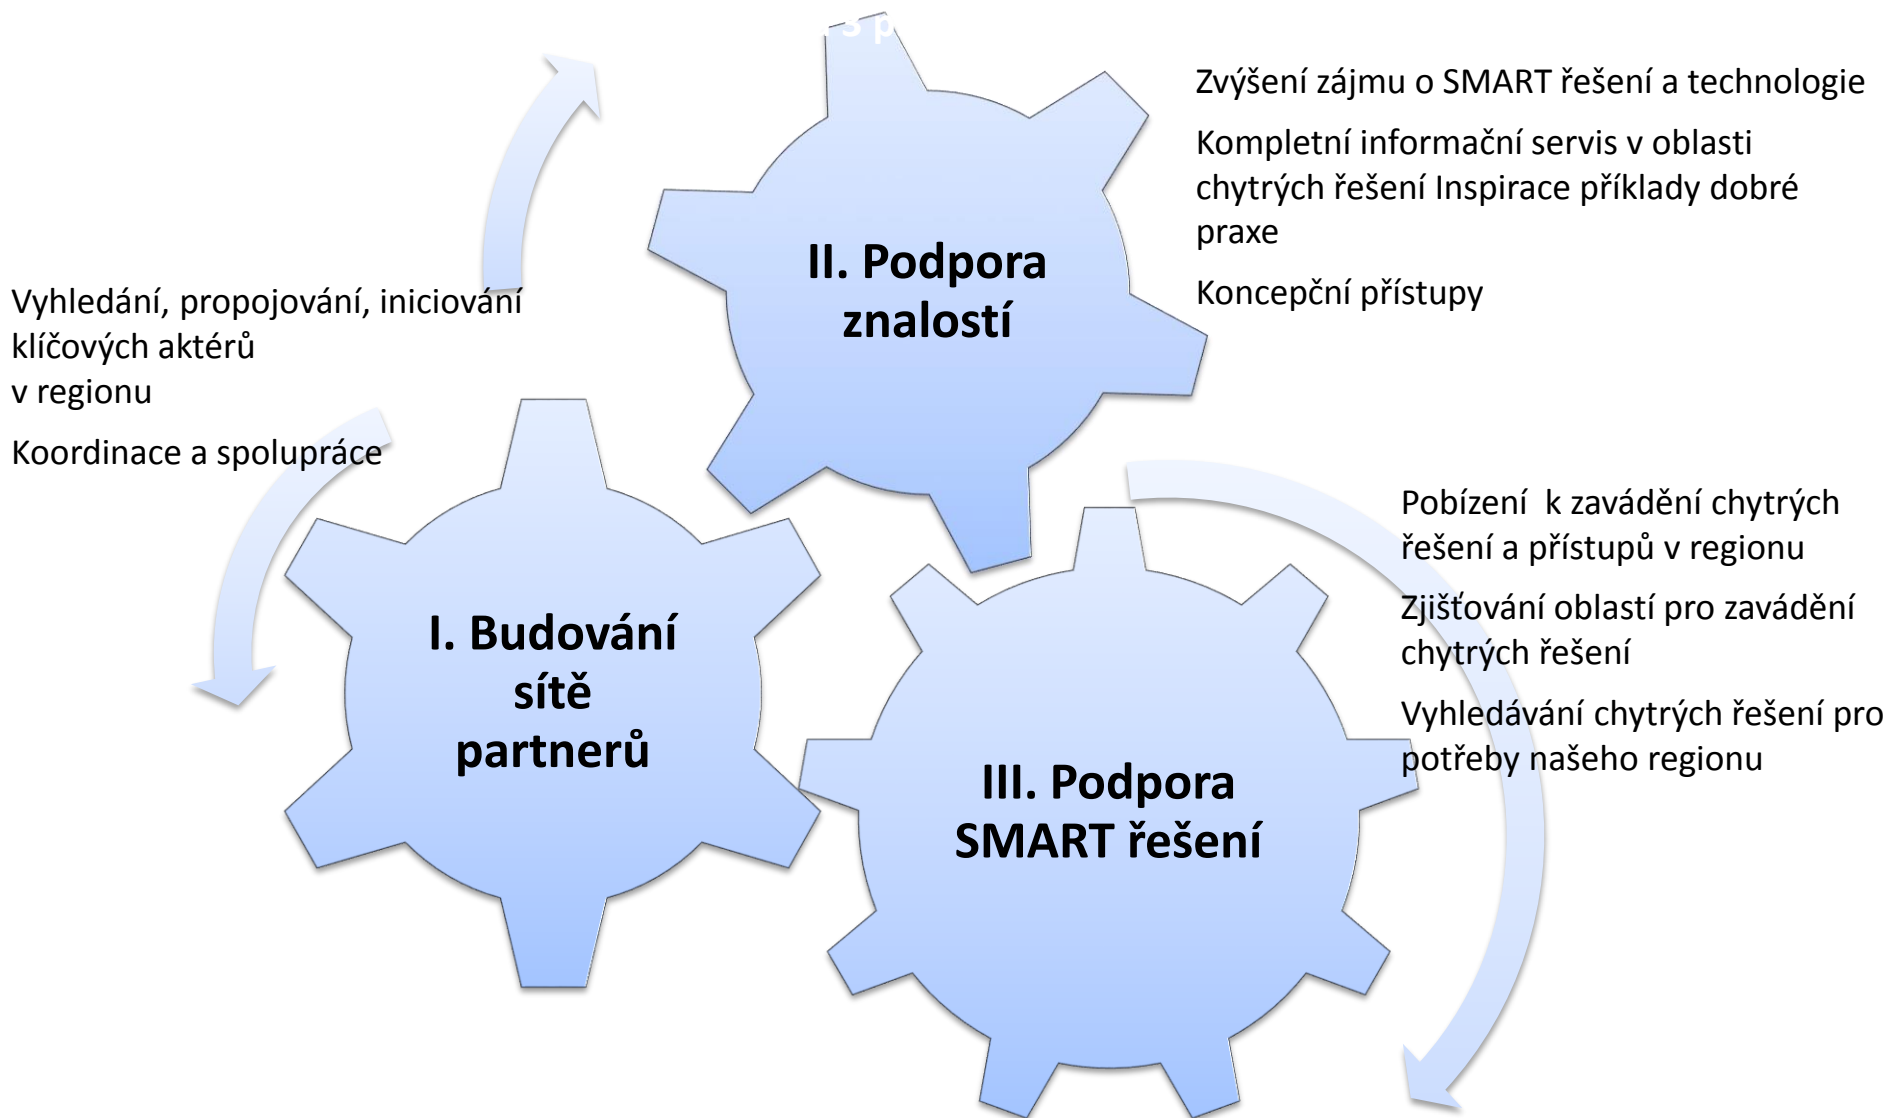 3 p
Zvýšení zájmu o SMART řešení a technologie
Kompletní informační servis v oblasti
chytrých řešení Inspirace příklady dobré
praxe
Koncepční přístupy
II. Podpora
znalostí
Vyhledání, propojování, iniciování
klíčových aktérů
v regionu
Koordinace a spolupráce
I. Budování
sítě
partnerů
Pobízení  k zavádění chytrých
řešení a přístupů v regionu
Zjišťování oblastí pro zavádění
chytrých řešení
Vyhledávání chytrých řešení pro
potřeby našeho regionu
III. Podpora
SMART řešení